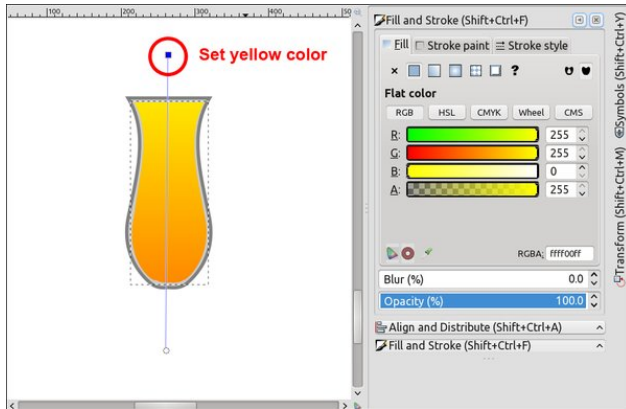 100
200
300
50
Set yellow color
Fill and Stroke (Shift+Ctrl+F)
Fill
Stroke paint
Stroke style
?
Flat color
RGB
HSL
CMYK
Wheel
CMS
R:
255
G:
255
B:
0
A:
255
RGBA:
ffff00ff
Blur (%)
0.0
Opacity (%)
100.0
Align and Distribute (Shift+Ctrl+A)
Fill and Stroke (Shift+Ctrl+F)
Symbols (Shift+Ctrl+Y)
Transform (Shift+Ctrl+M)